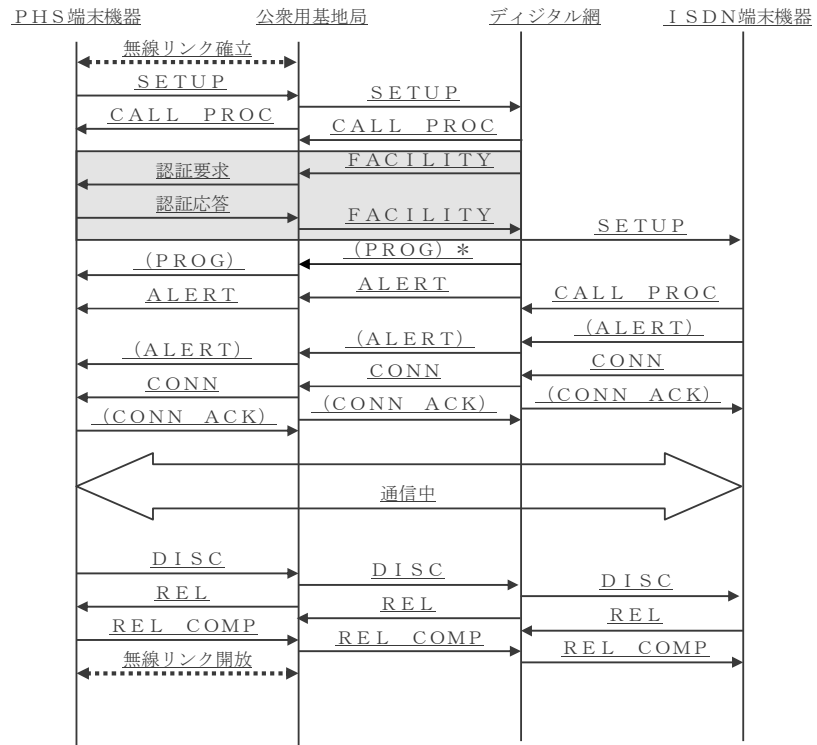 ＰＨＳ端末機器　公衆用基地局　ディジタル網　ＩＳＤＮ端末機器
無線リンク確立
ＳＥＴＵＰ
ＳＥＴＵＰ
ＣＡＬＬ　ＰＲＯＣ
ＣＡＬＬ　ＰＲＯＣ
ＦＡＣＩＬＩＴＹ
認証要求
認証応答
ＦＡＣＩＬＩＴＹ
ＳＥＴＵＰ
（ＰＲＯＧ）＊
（ＰＲＯＧ）
ＡＬＥＲＴ
ＡＬＥＲＴ
ＣＡＬＬ　ＰＲＯＣ
（ＡＬＥＲＴ）
（ＡＬＥＲＴ）
（ＡＬＥＲＴ）
ＣＯＮＮ
ＣＯＮＮ
ＣＯＮＮ
（ＣＯＮＮ　ＡＣＫ）
（ＣＯＮＮ　ＡＣＫ）
（ＣＯＮＮ　ＡＣＫ）
通信中
ＤＩＳＣ
ＤＩＳＣ
ＤＩＳＣ
ＲＥＬ
ＲＥＬ
ＲＥＬ
ＲＥＬ　ＣＯＭＰ
ＲＥＬ　ＣＯＭＰ
ＲＥＬ　ＣＯＭＰ
無線リンク開放